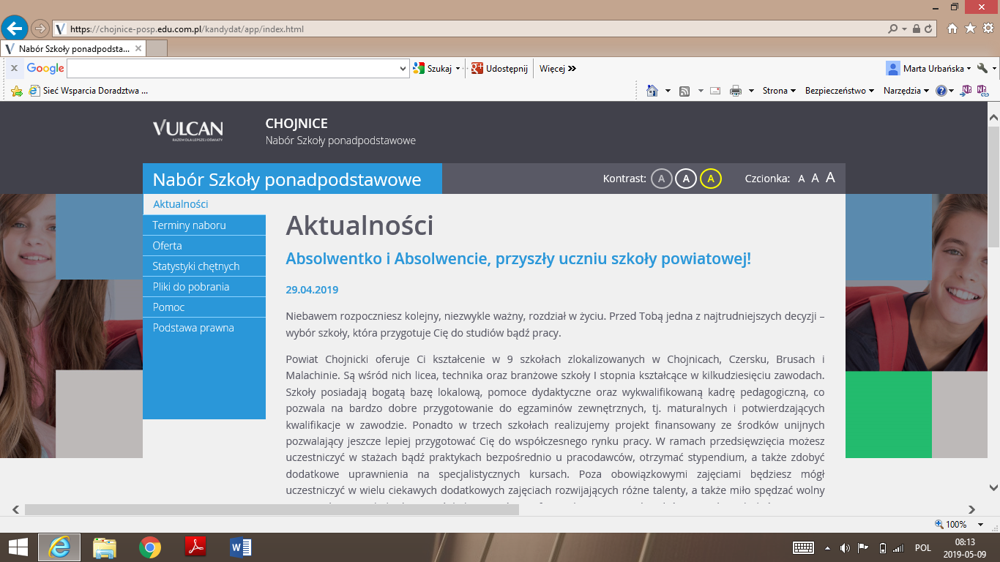 https://chojnice-posp.edu.com.pl/kandydat/app/index.html
Nabór Szkoły ponadpodsta...
Google
Szukaj
Udostępnij
Więcej
Marta Urbańska
Sieć Wsparcia Doradztwa ...
Strona
Bezpieczeństwo
Narzędzia
VULCAN
RAZEM DLA LEPSZEJ OŚWIATY
CHOJNICE
Nabór Szkoły ponadpodstawowe
Nabór Szkoły ponadpodstawowe
Kontrast: A A A
Czcionka: A A A
Aktualności
Terminy naboru
Oferta
Statystyki chętnych
Pliki do pobrania
Pomoc
Podstawa prawna
Aktualności
Absolwentko i Absolwencie, przyszły uczniu szkoły powiatowej!
29.04.2019
Niebawem rozpoczniesz kolejny, niezwykle ważny, rozdział w życiu. Przed Tobą jedna z najtrudniejszych decyzji –
wybór szkoły, która przygotuje Cię do studiów bądź pracy.
Powiat Chojnicki oferuje Ci kształcenie w 9 szkołach zlokalizowanych w Chojnicach, Czersku, Brusach i
Malachinie. Są wśród nich licea, technika oraz branżowe szkoły I stopnia kształcące w kilkudziesięciu zawodach.
Szkoły posiadają bogatą bazę lokalową, pomoce dydaktyczne oraz wykwalifikowaną kadrę pedagogiczną, co
pozwala na bardzo dobre przygotowanie do egzaminów zewnętrznych, tj. maturalnych i potwierdzających
kwalifikacje w zawodzie. Ponadto w trzech szkołach realizujemy projekt finansowany ze środków unijnych
pozwalający jeszcze lepiej przygotować Cię do współczesnego rynku pracy. W ramach przedsięwzięcia możesz
uczestniczyć w stażach bądź praktykach bezpośrednio u pracodawców, otrzymać stypendium, a także zdobyć
dodatkowe uprawnienia na specjalistycznych kursach. Poza obowiązkowymi zajęciami będziesz mógł
uczestniczyć w wielu ciekawych dodatkowych zajęciach rozwijających różne talenty, a także miło spędzać wolny
100%
POL
08:13
2019-05-09